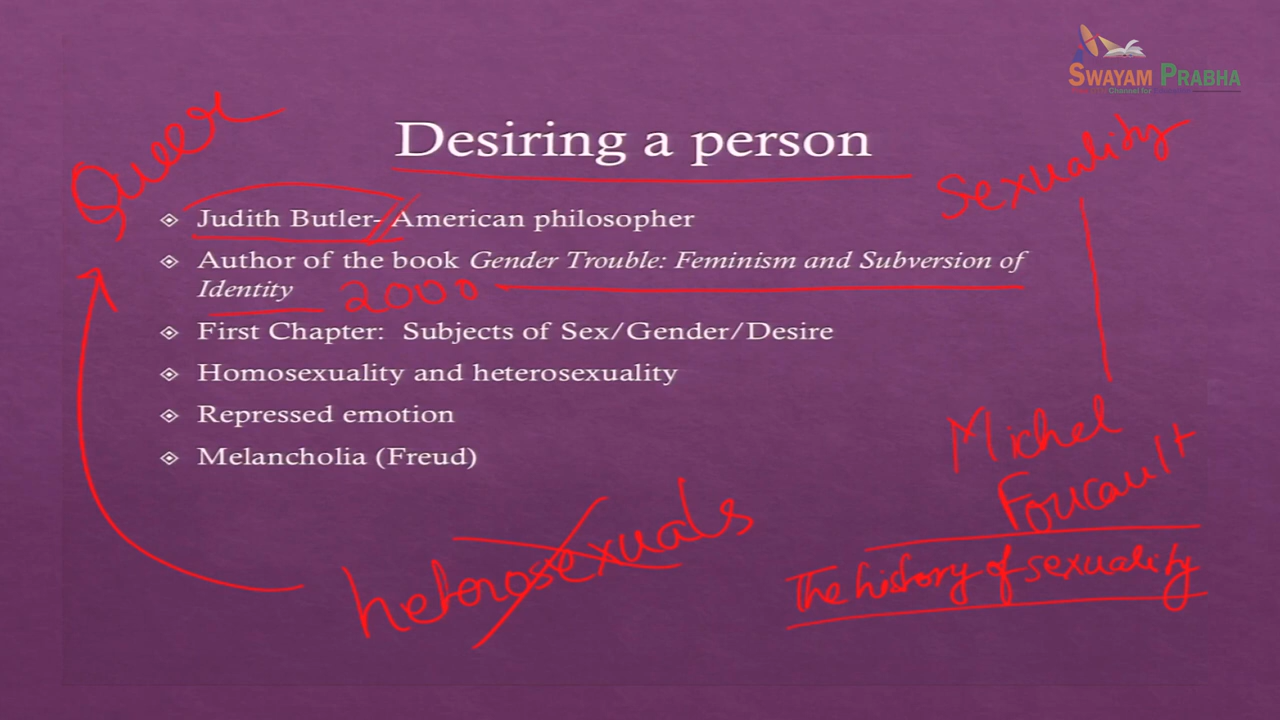 SWAYAM PRABHA
Queer
Desiring a person
Sexuality
Judith Butler- American philosopher
Author of the book Gender Trouble: Feminism and Subversion of
Identity 2000
First Chapter: Subjects of Sex/Gender/Desire
Homosexuality and heterosexuality
Repressed emotion
Melancholia (Freud)
Michel
Foucault
heterosexuals
The history of sexuality